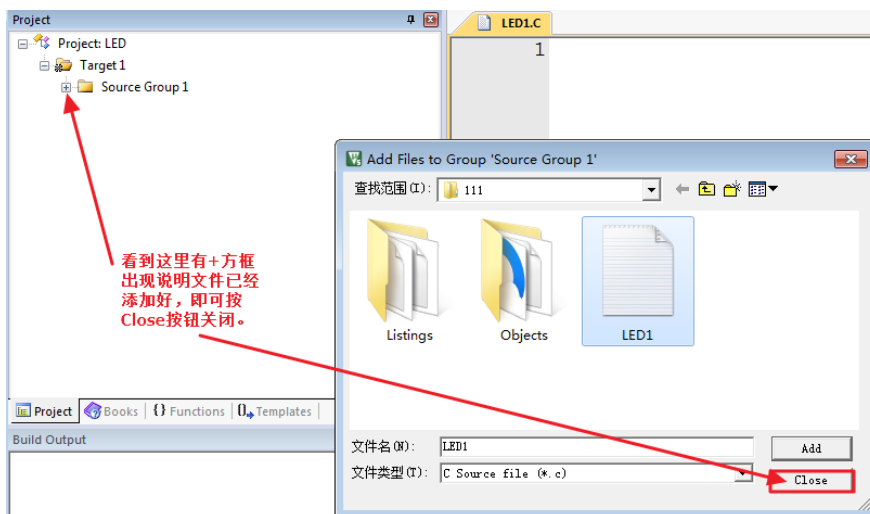 Project
LED1.C
Project: LED
1
Target 1
Source Group 1
Add Files to Group 'Source Group 1'
查找范围(I):
111
看到这里有+方框
出现说明文件已经
添加好，即可按
Close按钮关闭。
Listings
Objects
LED1
Project
Books
{} Functions
0 Templates
Build Output
文件名(N):
LED1
Add
文件类型(T):
C Source file (*.c)
Close